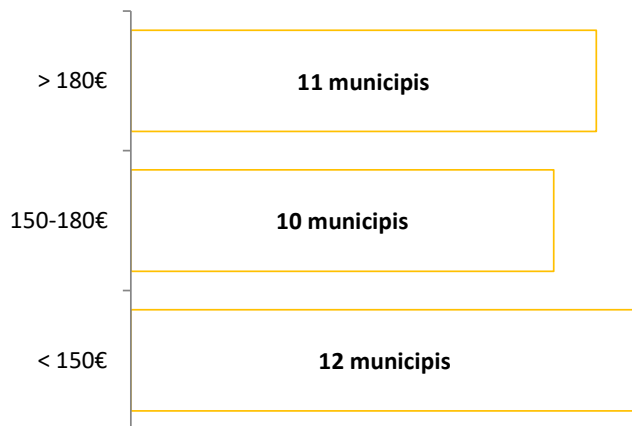 > 180€
11 municipis
150-180€
10 municipis
< 150€
12 municipis